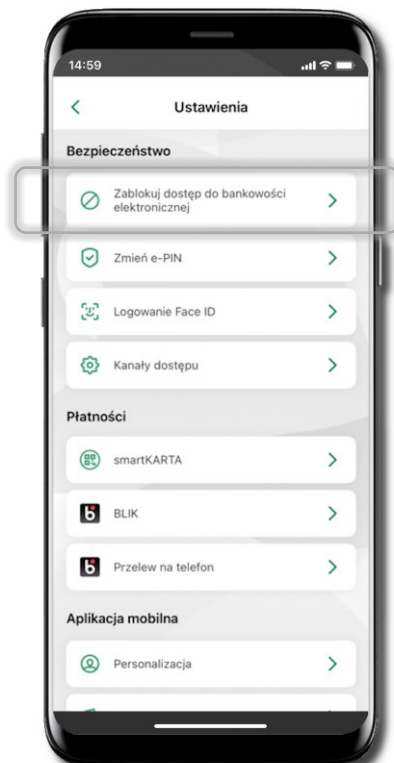 14:59
Ustawienia
Bezpieczeństwo
Zablokuj dostęp do bankowości
elektronicznej
Zmień e-PIN
Logowanie Face ID
Kanały dostępu
Płatności
smartKARTA
BLIK
Przelew na telefon
Aplikacja mobilna
Personalizacja